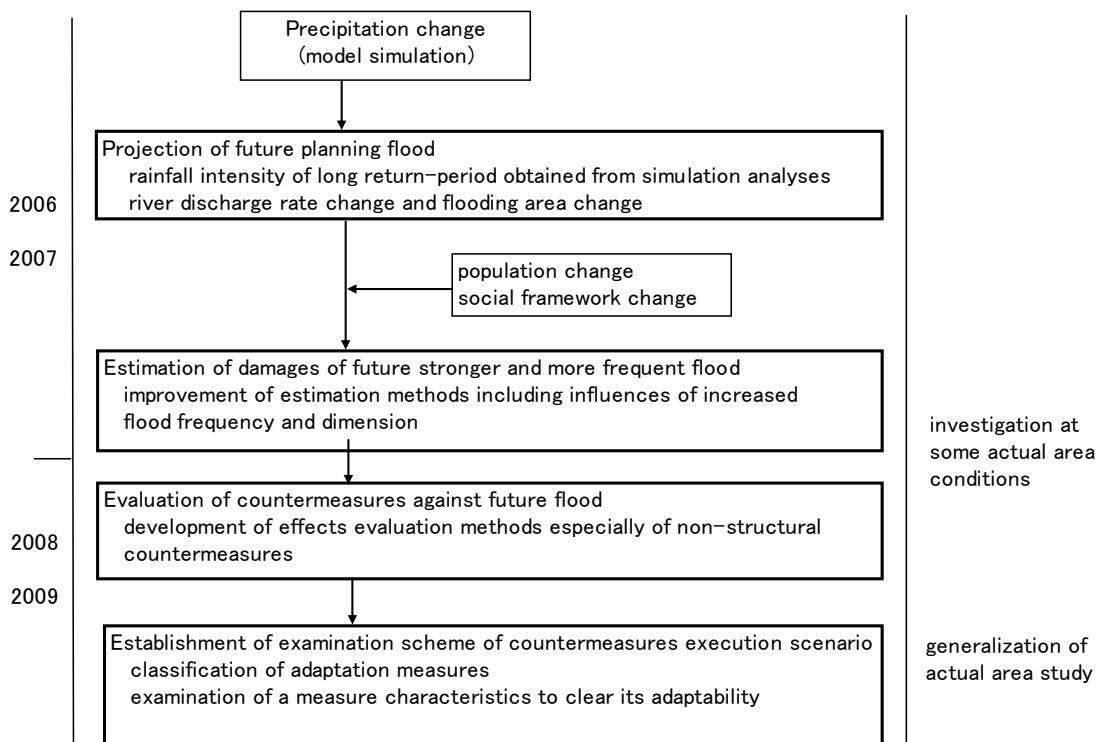 Precipitation change
(model simulation)
Projection of future planning flood
rainfall intensity of long return-period obtained from simulation analyses
river discharge rate change and flooding area change
2006
2007
population change
social framework change
Estimation of damages of future stronger and more frequent flood
improvement of estimation methods including influences of increased
flood frequency and dimension
investigation at
some actual area
conditions
Evaluation of countermeasures against future flood
development of effects evaluation methods especially of non-structural
countermeasures
2008
2009
Establishment of examination scheme of countermeasures execution scenario
classification of adaptation measures
examination of a measure characteristics to clear its adaptability
generalization of
actual area study